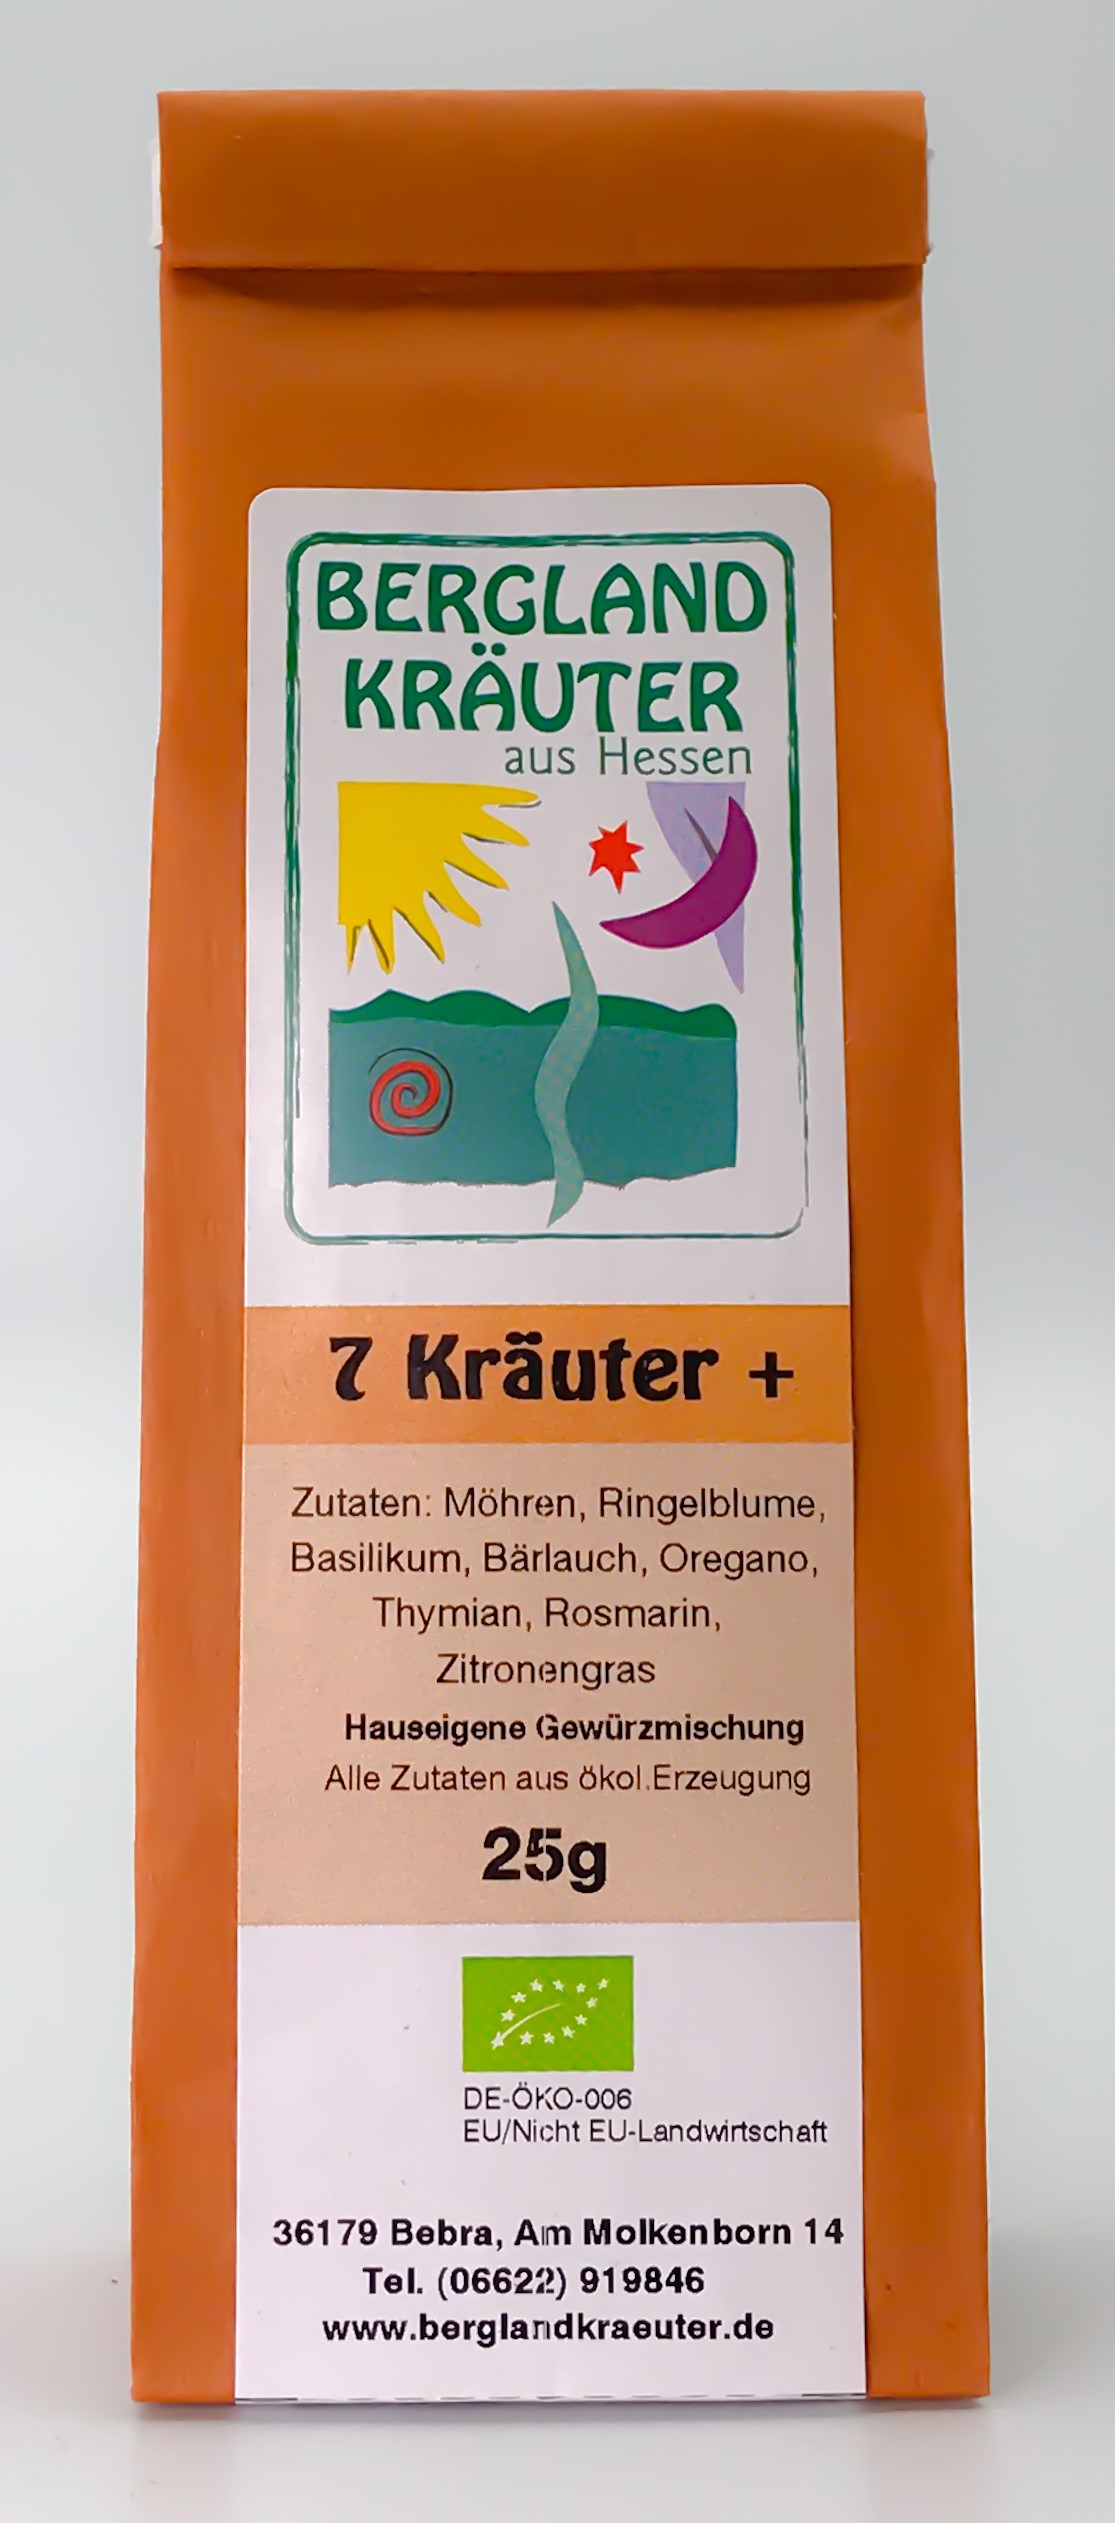 BERGLAND
KRÄUTER
aus Hessen
7 Kräuter +
Zutaten: Möhren, Ringelblume,
Basilikum, Bärlauch, Oregano,
Thymian, Rosmarin,
Zitronengras
Hauseigene Gewürzmischung
Alle Zutaten aus ökol.Erzeugung
25g
DE-ÖKO-006
EU/Nicht EU-Landwirtschaft
36179 Bebra, Am Molkenborn 14
Tel. (06622) 919846
www.berglandkraeuter.de